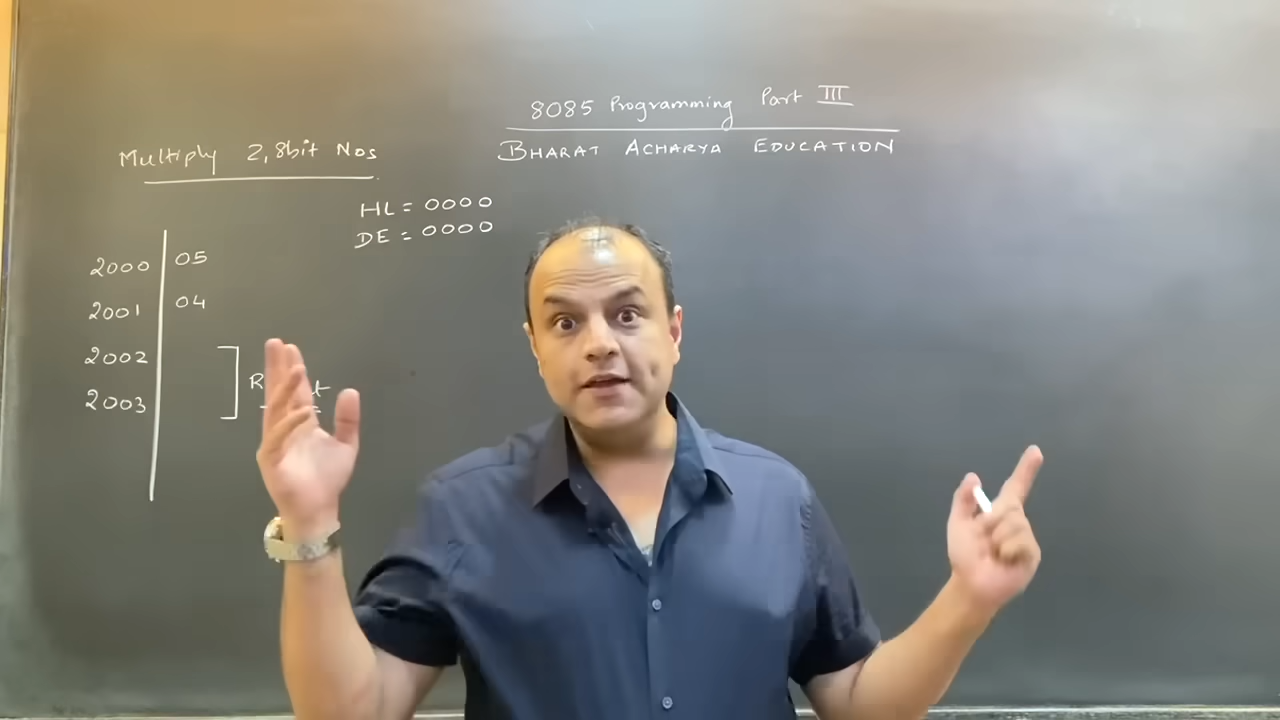 8085 Programming Part III
BHARAT ACHARYA EDUCATION
Multiply 2, 8bit Nos
HL = 0000
DE = 0000
2000 05
2001 04
2002
2003